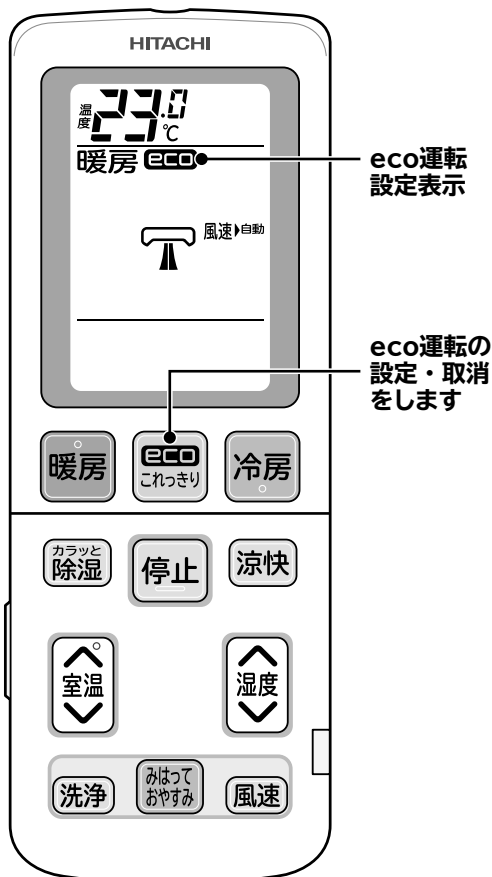 HITACHI
温度 23.0℃
暖房 eco
風速▶自動
eco運転
設定表示
eco運転の
設定・取消
をします
暖房
eco
これっきり
冷房
カラッと
除湿
停止
涼快
室温
湿度
洗浄
みはって
おやすみ
風速